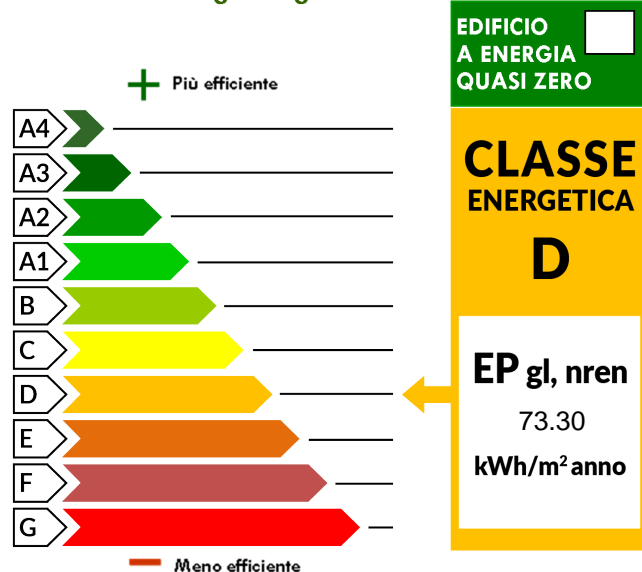 Più efficiente
A4
A3
A2
A1
B
C
D
E
F
G
Meno efficiente
EDIFICIO
A ENERGIA
QUASI ZERO
CLASSE
ENERGETICA
D
EP gl, nren
73.30
kWh/m² anno